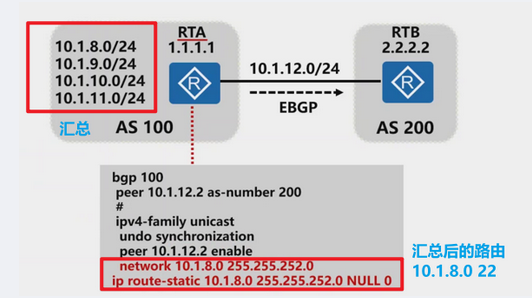 10.1.8.0/24
10.1.9.0/24
10.1.10.0/24
10.1.11.0/24
汇总
AS 100
RTA
1.1.1.1
R
10.1.12.0/24
EBGP
RTB
2.2.2.2
R
AS 200
bgp 100
peer 10.1.12.2 as-number 200
#
ipv4-family unicast
undo synchronization
peer 10.1.12.2 enable
network 10.1.8.0 255.255.252.0
ip route-static 10.1.8.0 255.255.252.0 NULL 0
汇总后的路由
10.1.8.0 22